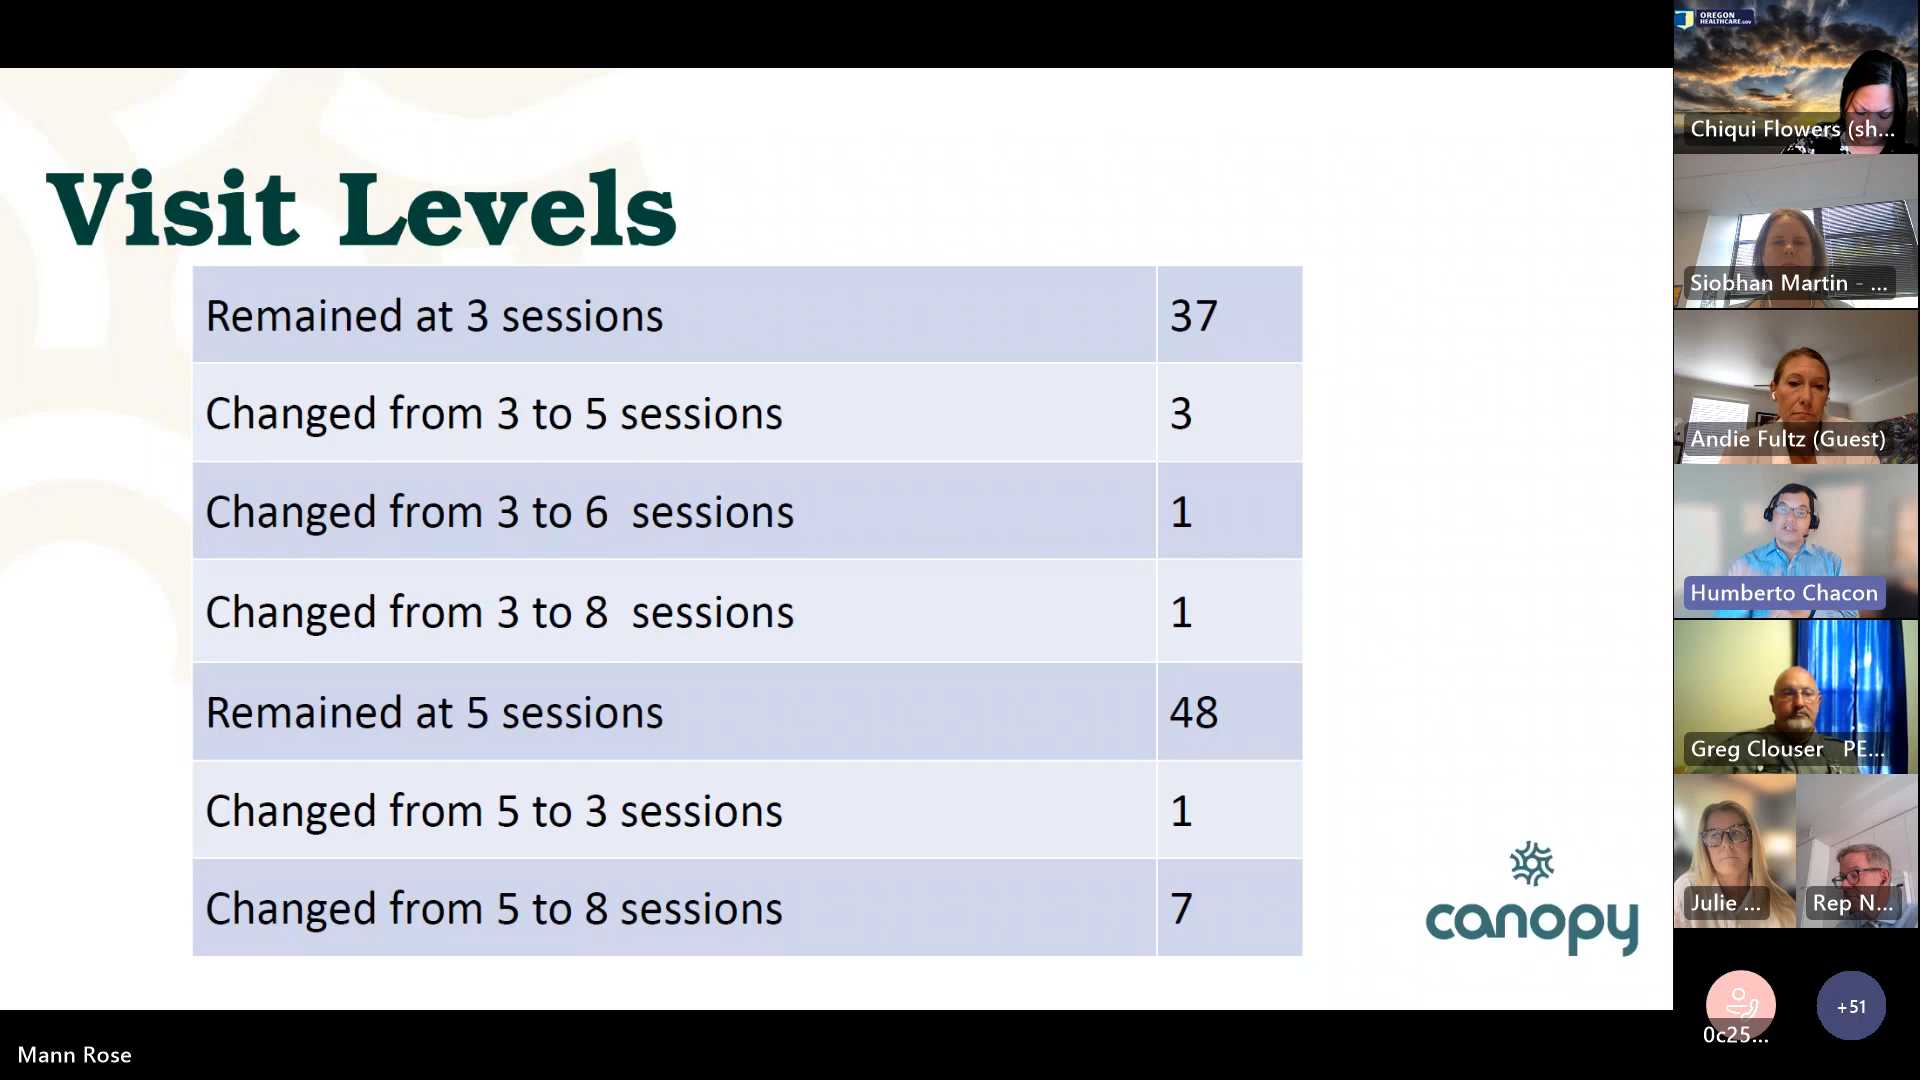 Visit Levels
Remained at 3 sessions 37
Changed from 3 to 5 sessions 3
Changed from 3 to 6  sessions 1
Changed from 3 to 8  sessions 1
Remained at 5 sessions 48
Changed from 5 to 3 sessions 1
Changed from 5 to 8 sessions 7
canopy
Mann Rose
OREGON
HEALTHCARE.gov
Chiqui Flowers (sh...
Siobhan Martin - ...
Andie Fultz (Guest)
Humberto Chacon
Greg Clouser PE...
Julie ...
Rep N...
0c25...
+51